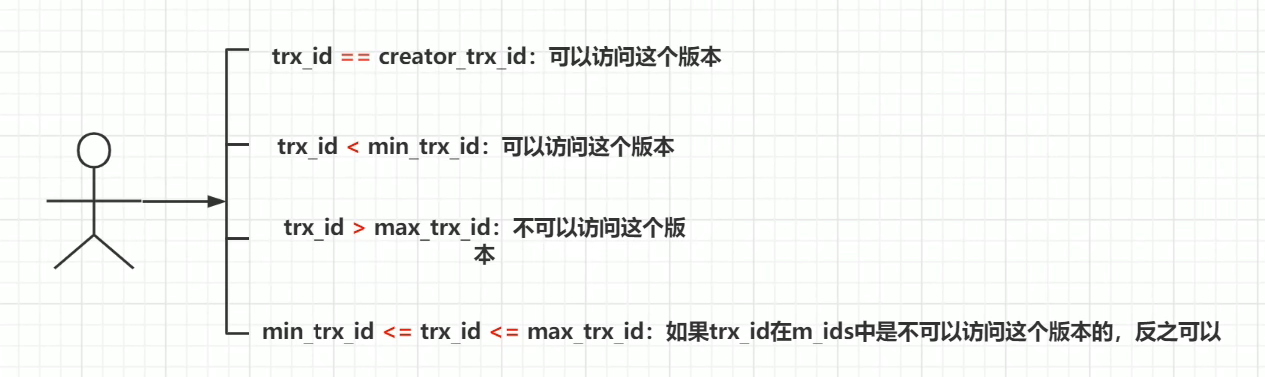 trx_id == creator_trx_id：可以访问这个版本
trx_id < min_trx_id：可以访问这个版本
trx_id > max_trx_id：不可以访问这个版
本
min_trx_id <= trx_id <= max_trx_id：如果trx_id在m_ids中是不可以访问这个版本的，反之可以